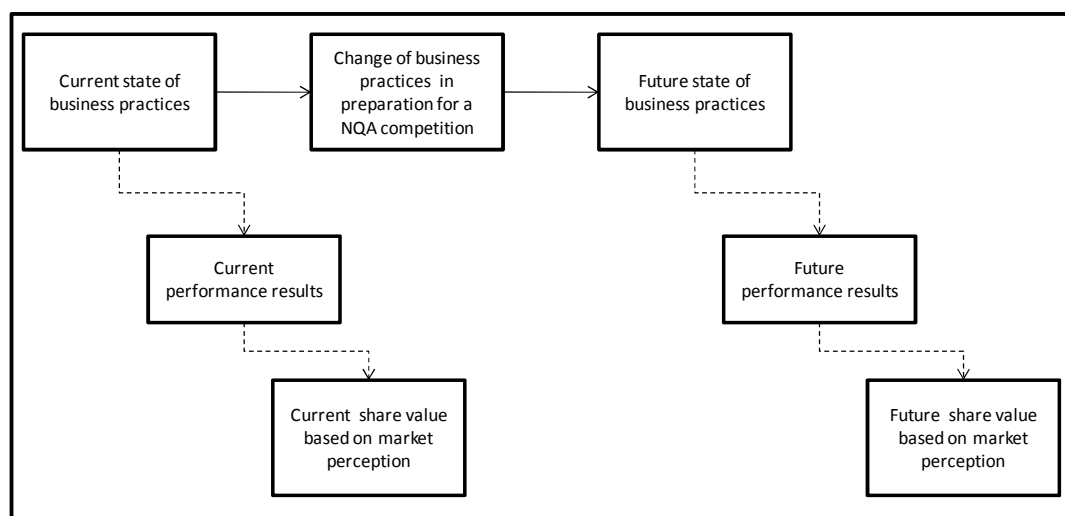 Current state of
business practices
Change of business
practices in
preparation for a
NQA competition
Future state of
business practices
Current
performance results
Future
performance results
Current share value
based on market
perception
Future share value
based on market
perception